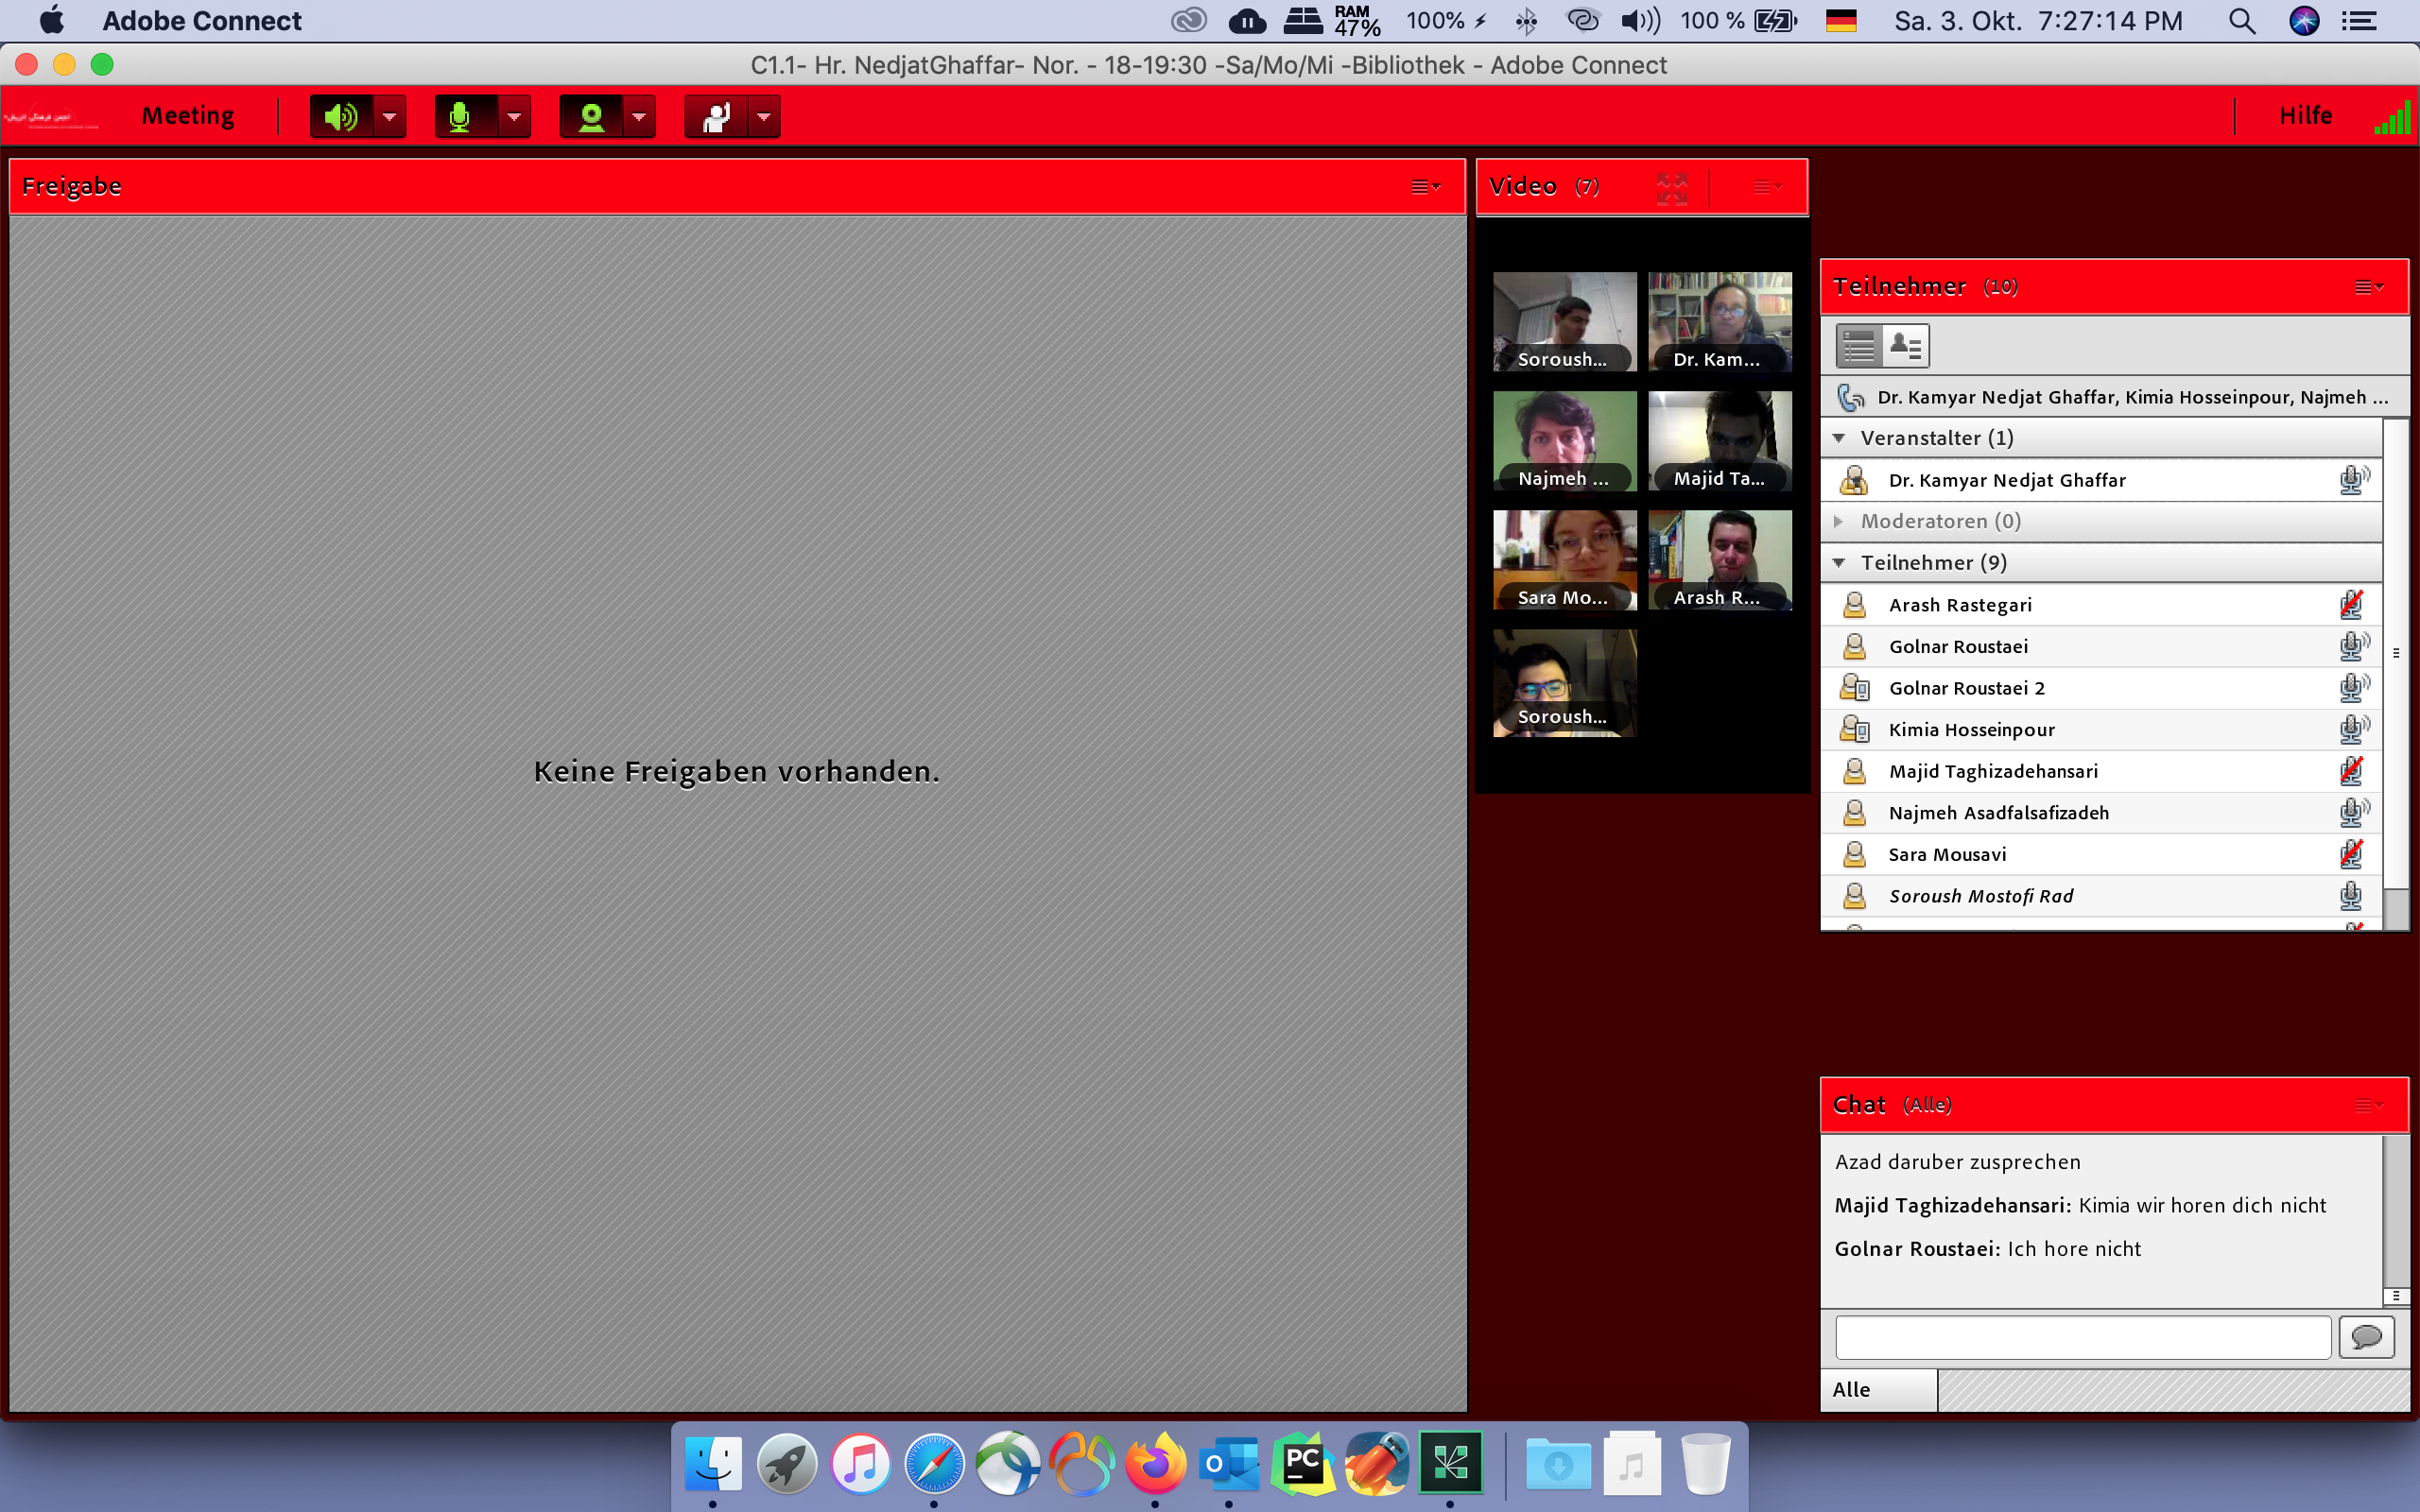 Adobe Connect
RAM
47%
100%
100 %
Sa. 3. Okt. 7:27:14 PM
C1.1- Hr. NedjatGhaffar- Nor. - 18-19:30 -Sa/Mo/Mi -Bibliothek - Adobe Connect
Meeting
Hilfe
Freigabe
Keine Freigaben vorhanden.
Video (7)
Soroush...
Dr. Kam...
Najmeh ...
Majid Ta...
Sara Mo...
Arash R...
Soroush...
Teilnehmer (10)
Dr. Kamyar Nedjat Ghaffar, Kimia Hosseinpour, Najmeh ...
Veranstalter (1)
Dr. Kamyar Nedjat Ghaffar
Moderatoren (0)
Teilnehmer (9)
Arash Rastegari
Golnar Roustaei
Golnar Roustaei 2
Kimia Hosseinpour
Majid Taghizadehansari
Najmeh Asadfalsafizadeh
Sara Mousavi
Soroush Mostofi Rad
Chat (Alle)
Azad daruber zusprechen
Majid Taghizadehansari: Kimia wir horen dich nicht
Golnar Roustaei: Ich hore nicht
Alle
PC